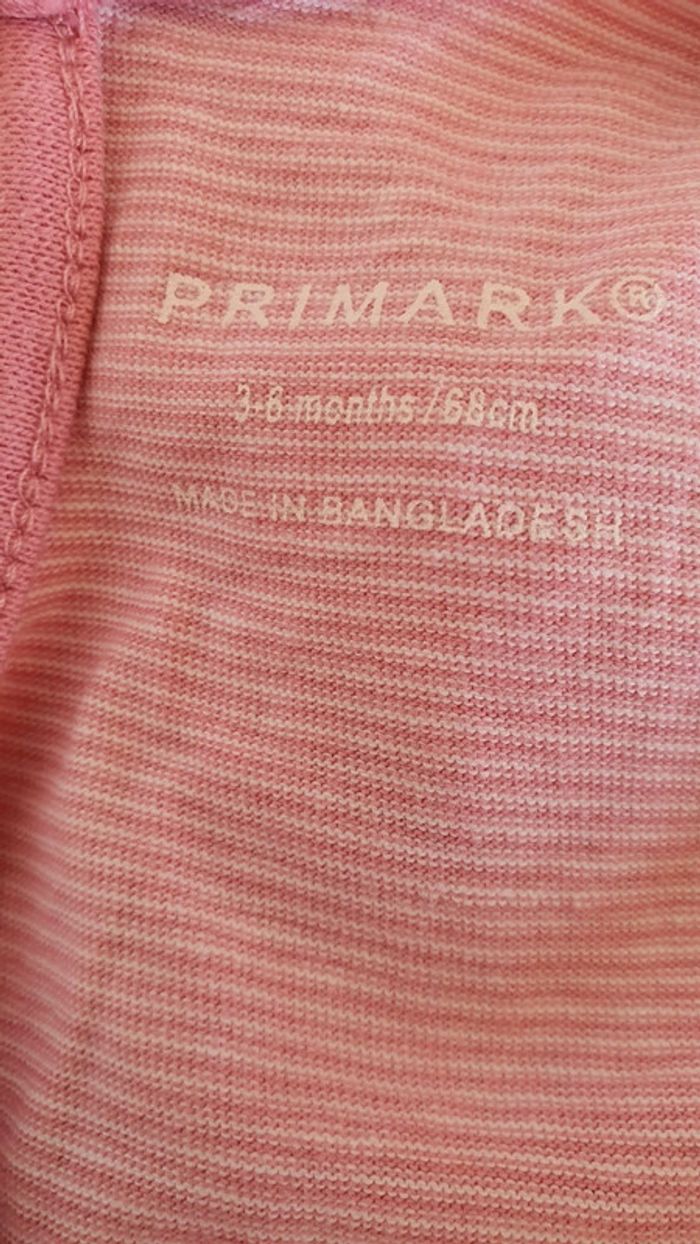 PRIMARK®
3-6 months / 68cm
MADE IN BANGLADESH